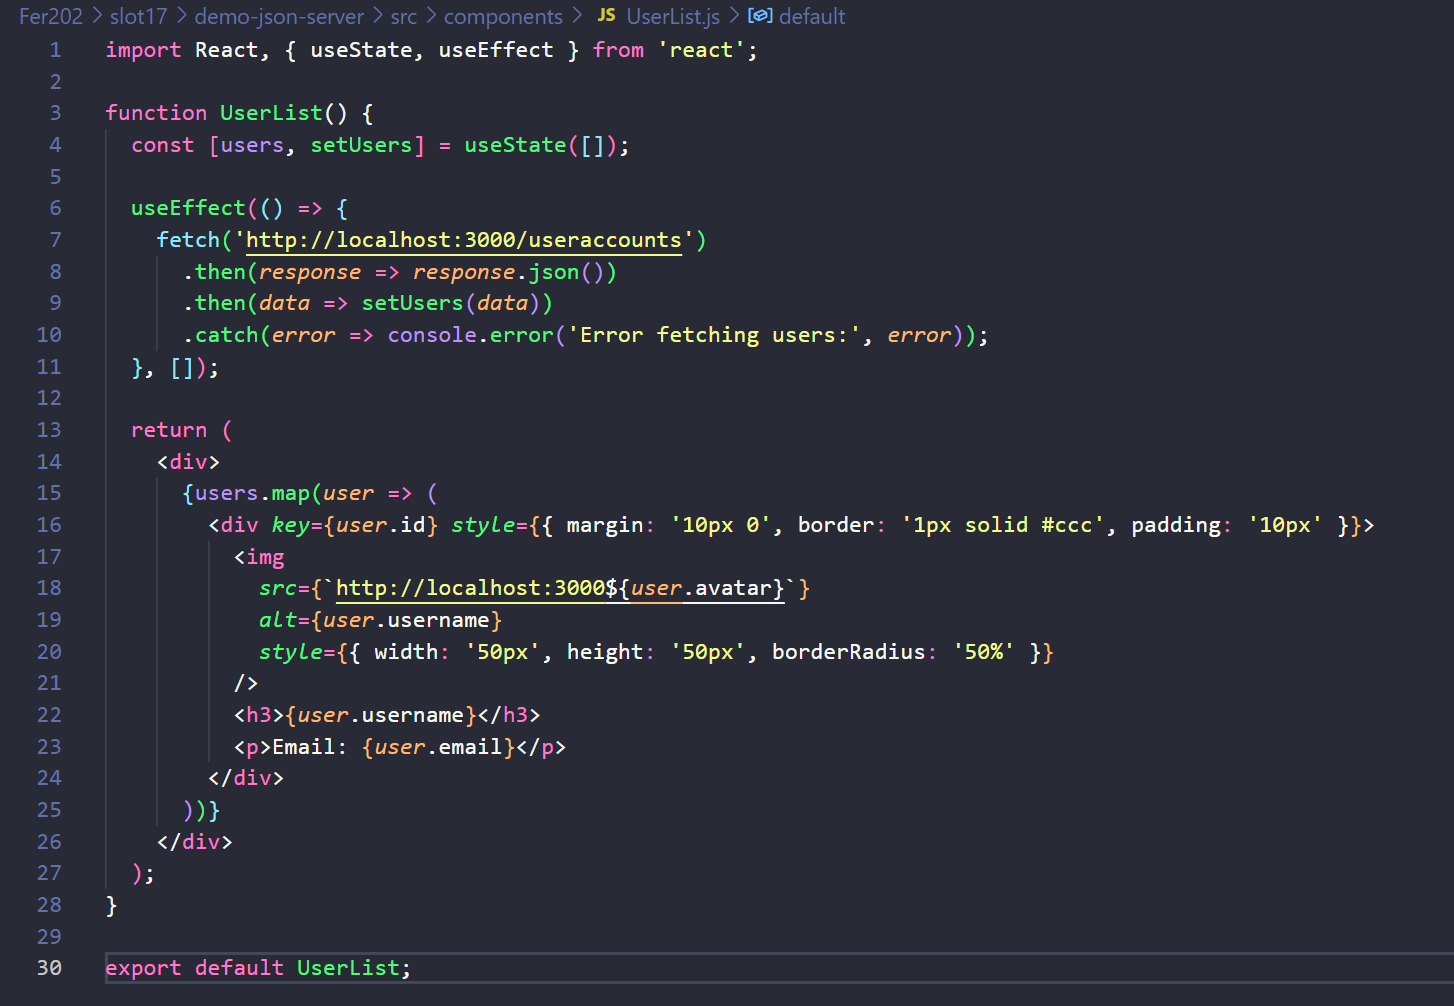 Fer202 > slot17 > demo-json-server > src > components > JS UserList.js > default
1 import React, { useState, useEffect } from 'react';
2
3 function UserList() {
4   const [users, setUsers] = useState([]);
5
6   useEffect(() => {
7     fetch('http://localhost:3000/useraccounts')
8       .then(response => response.json())
9       .then(data => setUsers(data))
10       .catch(error => console.error('Error fetching users:', error));
11   }, []);
12
13   return (
14     <div>
15       {users.map(user => (
16         <div key={user.id} style={{ margin: '10px 0', border: '1px solid #ccc', padding: '10px' }}>
17           <img
18             src={`http://localhost:3000${user.avatar}`}
19             alt={user.username}
20             style={{ width: '50px', height: '50px', borderRadius: '50%' }}
21           />
22           <h3>{user.username}</h3>
23           <p>Email: {user.email}</p>
24         </div>
25       ))}
26     </div>
27   );
28 }
29
30 export default UserList;